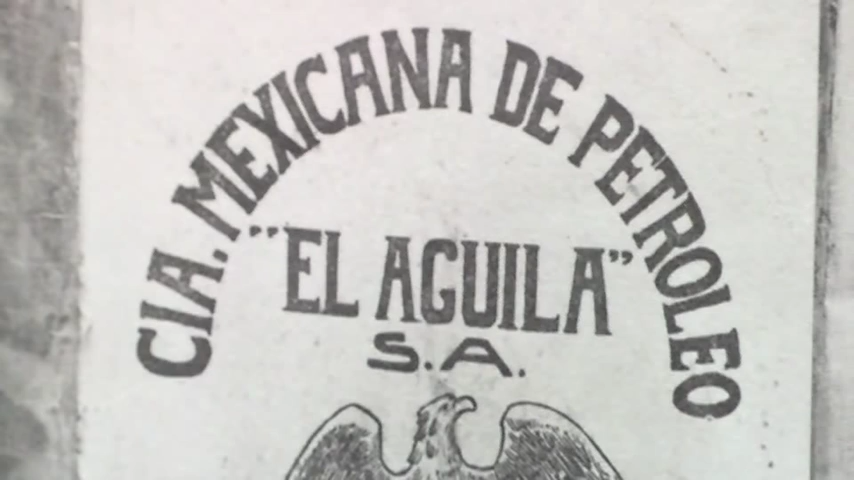 CIA. MEXICANA DE PETROLEO
"EL AGUILA"
S.A.